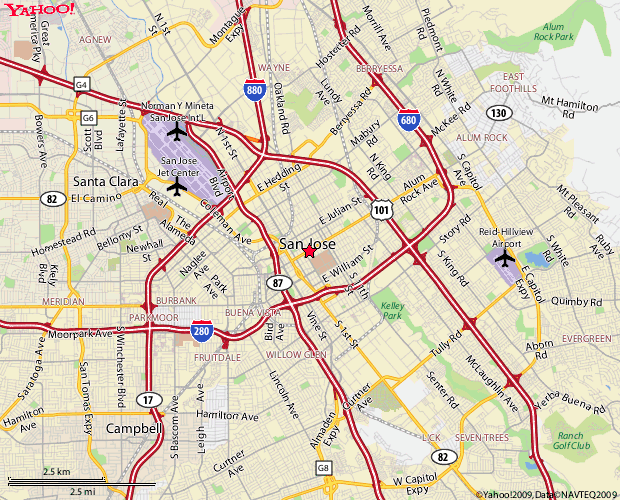 YAHOO!
Great
America Pky
AGNEW
N 1st
St
Montague
Expy
Hostetter Rd
Morrill Ave
Piedmont
Rd
Alum
Rock Park
WAYNE
BERRYESSA
EAST
FOOTHILLS
G4
880
Oakland Rd
Lundy
Ave
N White
Rd
Mt Hamilton
Rd
Bowers Ave
G6
Scott
Blvd
Lafayette St
Norman Y Mineta
San Jose Int'L
N 1st St
Berryessa Rd
Mabury
Rd
680
McKee Rd
130
ALUM ROCK
San Jose
Jet Center
Airport
Blvd
E Hedding
St
N King
Rd
Alum
Rock Ave
S Capitol
Ave
Mt Pleasant
Rd
Santa Clara
82
El Camino
Real
The
Alameda
Coleman Ave
E Julian St
101
Story Rd
Reid-Hillview
Airport
S White
Rd
Ruby
Ave
Homestead Rd
Bellomy St
Newhall
St
Naglee
Ave
San Jose
E William St
S King Rd
E Capitol
Expy
Kiely
Blvd
Park
Ave
87
S 10th
St
Kelley
Park
Quimby Rd
MERIDIAN
BURBANK
PARKMOOR
BUENA VISTA
Moorpark Ave
280
Bird
Ave
Vine St
S 1st St
Tully Rd
Aborn
Rd
EVERGREEN
FRUITDALE
WILLOW GLEN
Saratoga Ave
San Tomas Expy
S Winchester Blvd
17
Lincoln Ave
Curtner
Ave
Senter Rd
McLaughlin Ave
Yerba Buena Rd
Hamilton
Ave
Campbell
S Bascom Ave
Leigh
Ave
Hamilton Ave
Almaden
Expy
LICK
SEVEN TREES
Ranch
Golf Club
Curtner
Ave
G8
82
W Capitol
Expy
2.5 km
2.5 mi
©Yahoo!2009,Data©NAVTEQ2009